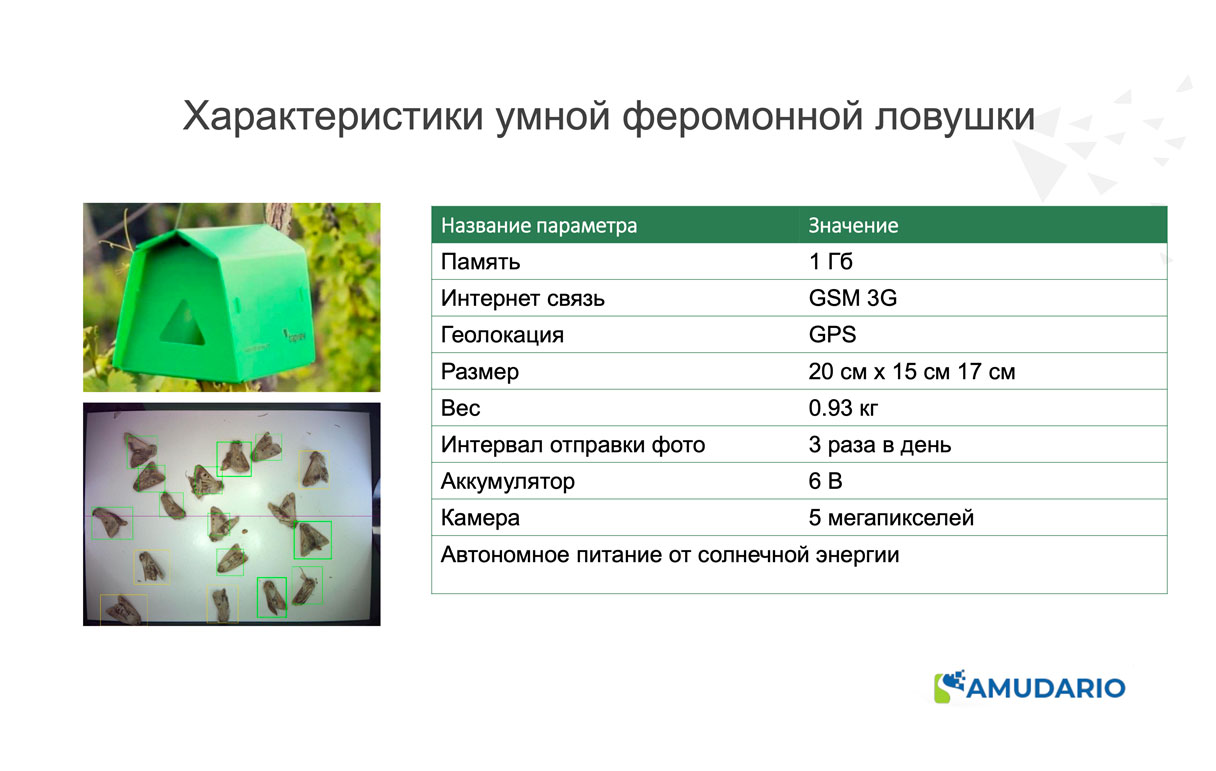 Характеристики умной феромонной ловушки
Название параметра Значение
Память 1 Гб
Интернет связь GSM 3G
Геолокация GPS
Размер 20 см x 15 см 17 см
Вес 0.93 кг
Интервал отправки фото 3 раза в день
Аккумулятор 6 В
Камера 5 мегапикселей
Автономное питание от солнечной энергии
AMUDARIO